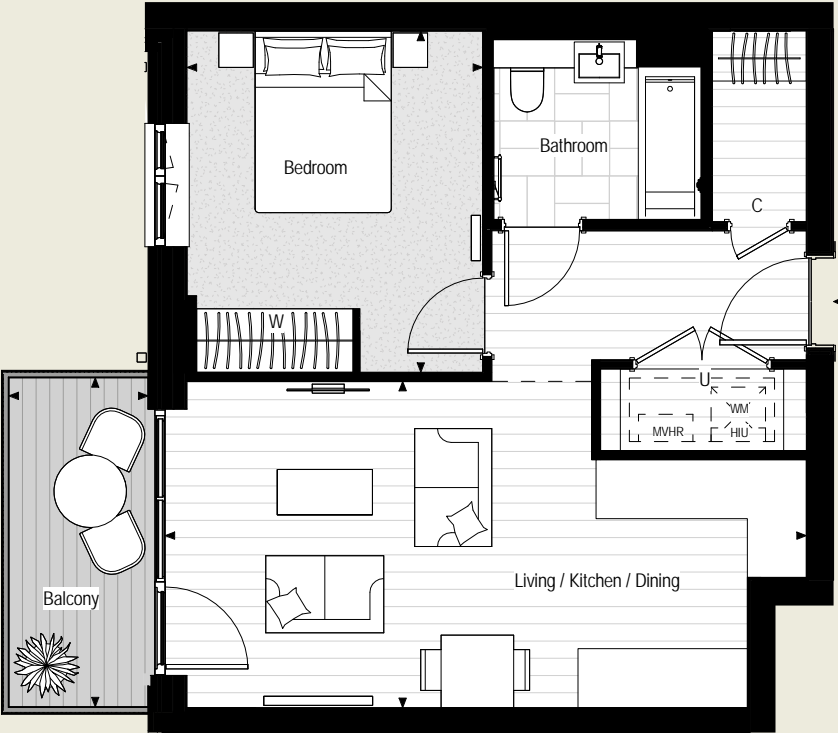 Bedroom
Bathroom
C
W
U
WM
MVHR
HIU
Living / Kitchen / Dining
Balcony